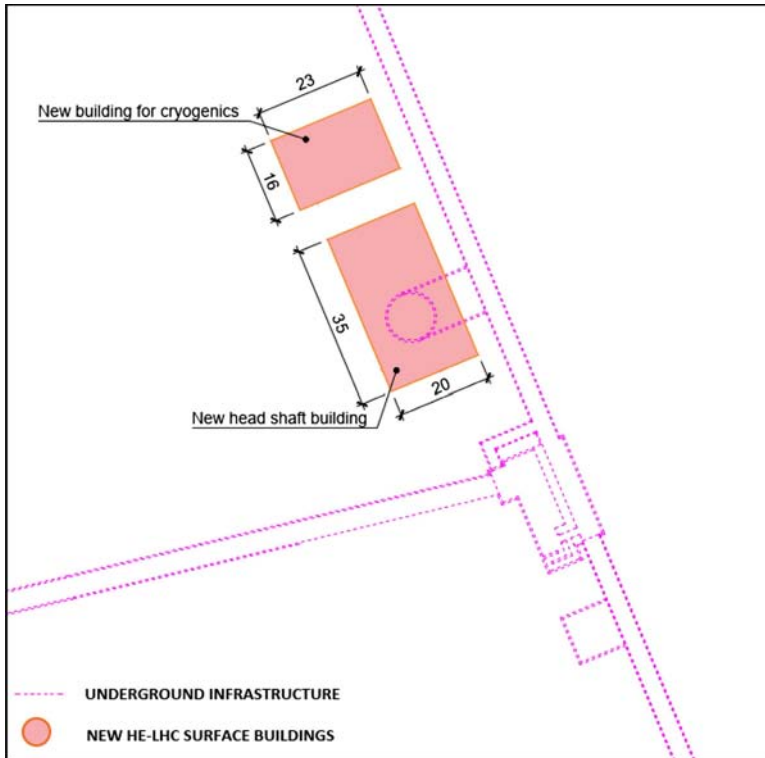 23
New building for cryogenics
16
35
20
New head shaft building
UNDERGROUND INFRASTRUCTURE
NEW HE-LHC SURFACE BUILDINGS